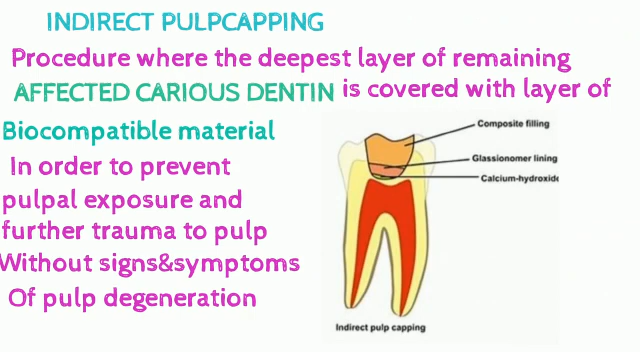 INDIRECT PULPCAPPING
Procedure where the deepest layer of remaining
AFFECTED CARIOUS DENTIN is covered with layer of
Biocompatible material
In order to prevent
pulpal exposure and
further trauma to pulp
Without signs&symptoms
Of pulp degeneration
Composite filling
Glassionomer lining
Calcium-hydroxide
Indirect pulp capping